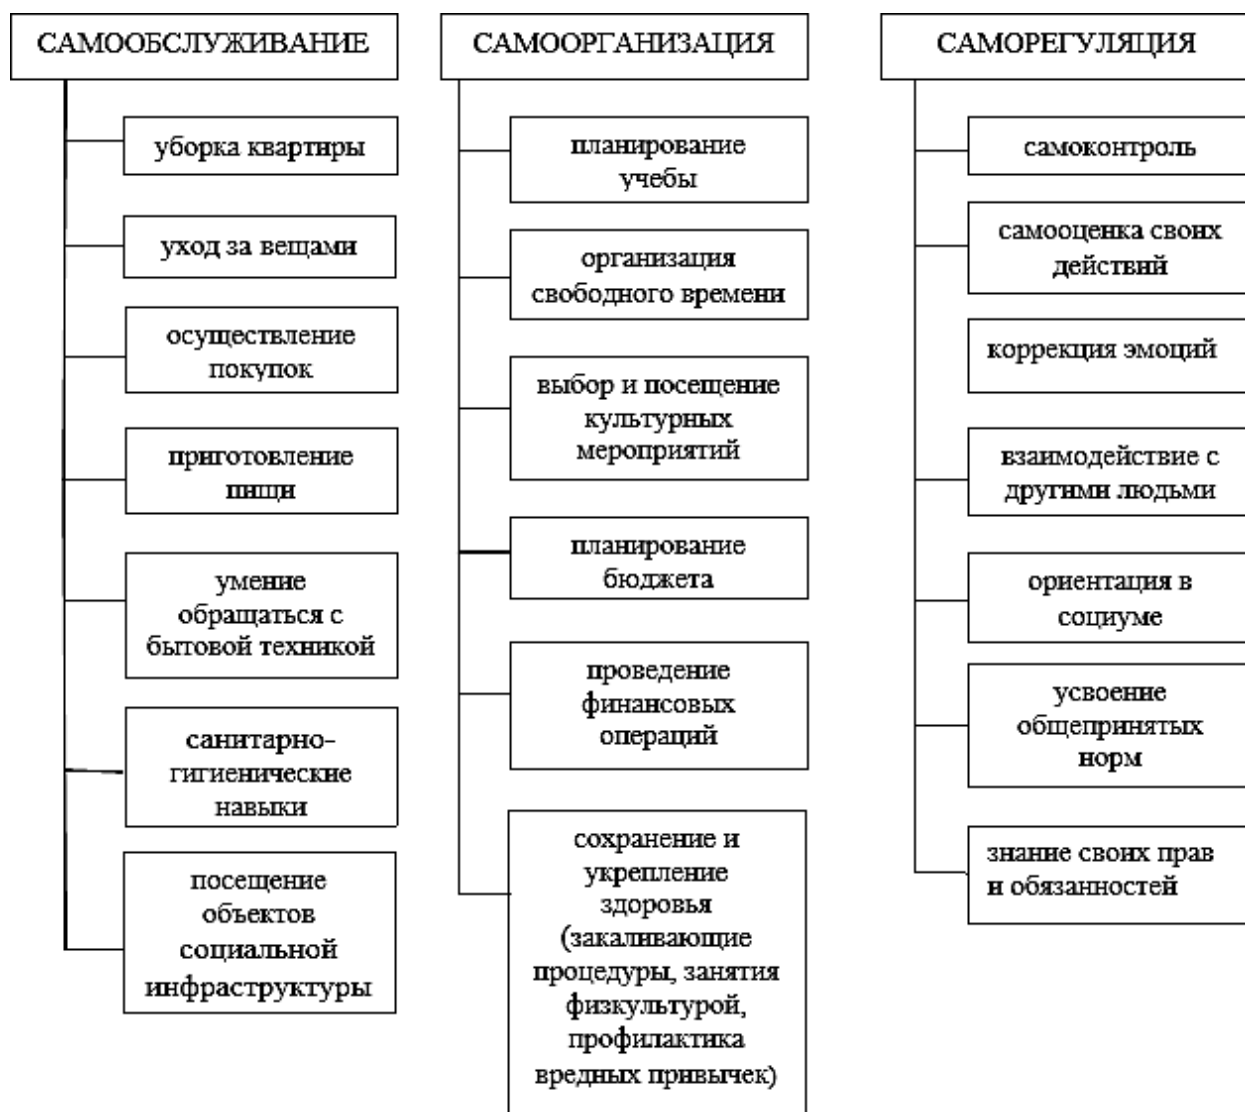 САМООБСЛУЖИВАНИЕ
уборка квартиры
уход за вещами
осуществление
покупок
приготовление
пищи
умение
обращаться с
бытовой техникой
санитарно-
гигиенические
навыки
посещение
объектов
социальной
инфраструктуры
САМООРГАНИЗАЦИЯ
планирование
учебы
организация
свободного времени
выбор и посещение
культурных
мероприятий
планирование
бюджета
проведение
финансовых
операций
сохранение и
укрепление
здоровья
(закаливающие
процедуры, занятия
физкультурой,
профилактика
вредных привычек)
САМОРЕГУЛЯЦИЯ
самоконтроль
самооценка своих
действий
коррекция эмоций
взаимодействие с
другими людьми
ориентация в
социуме
усвоение
общепринятых
норм
знание своих прав
и обязанностей